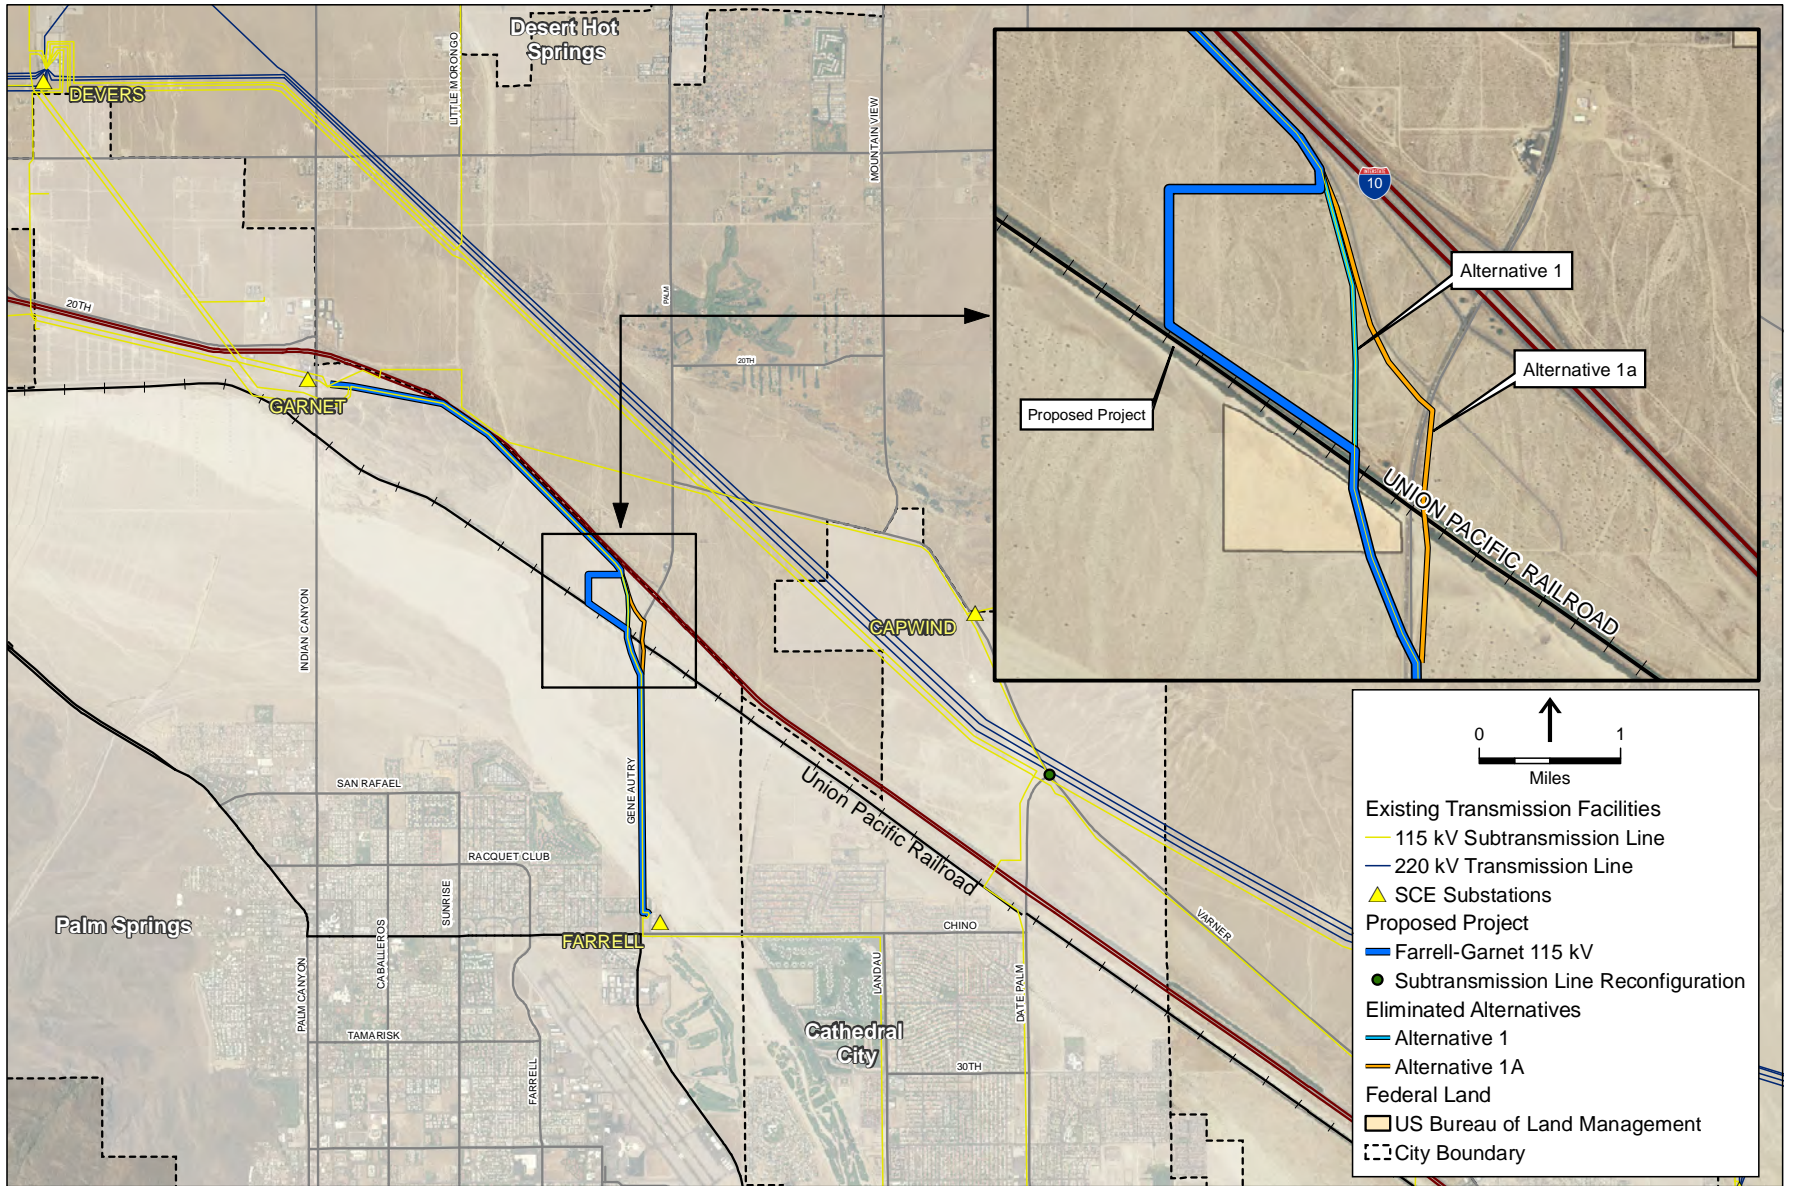 Desert Hot
Springs
DEVERS
LITTLE MORONGO
MOUNTAIN VIEW
20TH
PALM
20TH
GARNET
INDIAN CANYON
CAPWIND
10
Alternative 1
Alternative 1a
Proposed Project
UNION PACIFIC RAILROAD
SAN RAFAEL
GENE AUTRY
Union Pacific Railroad
RACQUET CLUB
SUNRISE
Palm Springs
CABALLEROS
PALM CANYON
FARRELL
CHINO
VARNER
LANDAU
DATE PALM
Cathedral
City
TAMARISK
FARRELL
30TH
0 1
Miles
Existing Transmission Facilities
115 kV Subtransmission Line
220 kV Transmission Line
SCE Substations
Proposed Project
Farrell-Garnet 115 kV
Subtransmission Line Reconfiguration
Eliminated Alternatives
Alternative 1
Alternative 1A
Federal Land
US Bureau of Land Management
City Boundary